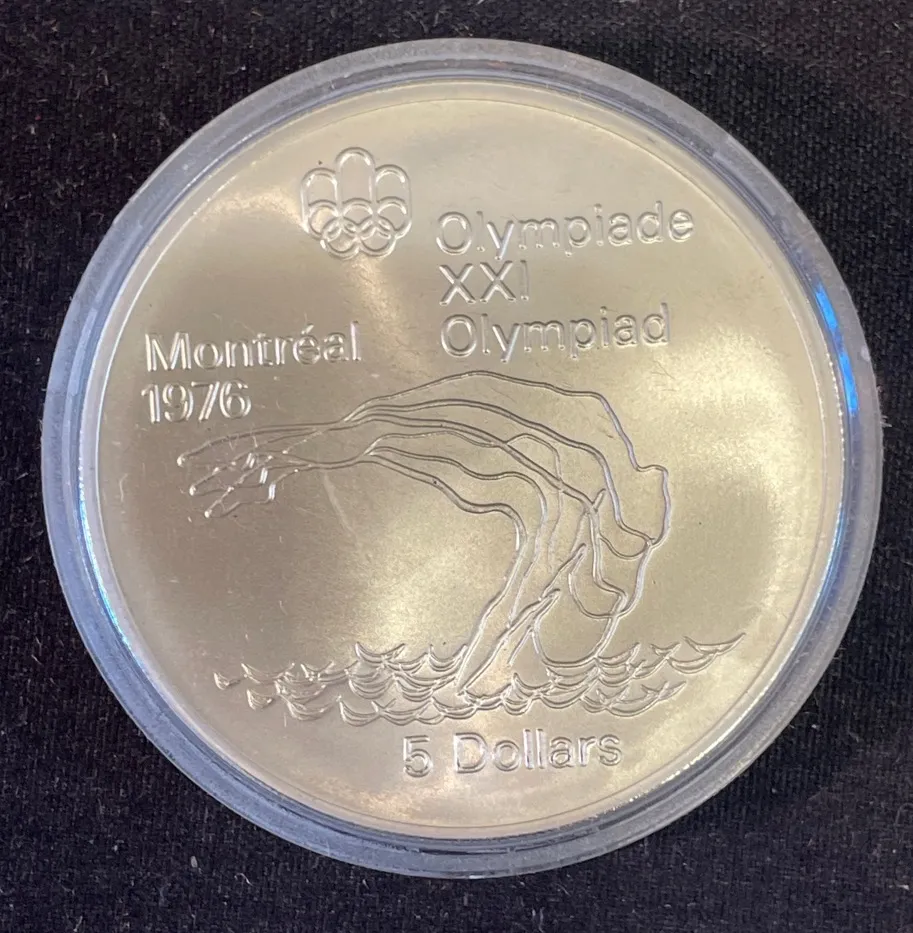 Olympiade
XXI
Olympiad
Montréal
1976
5 Dollars